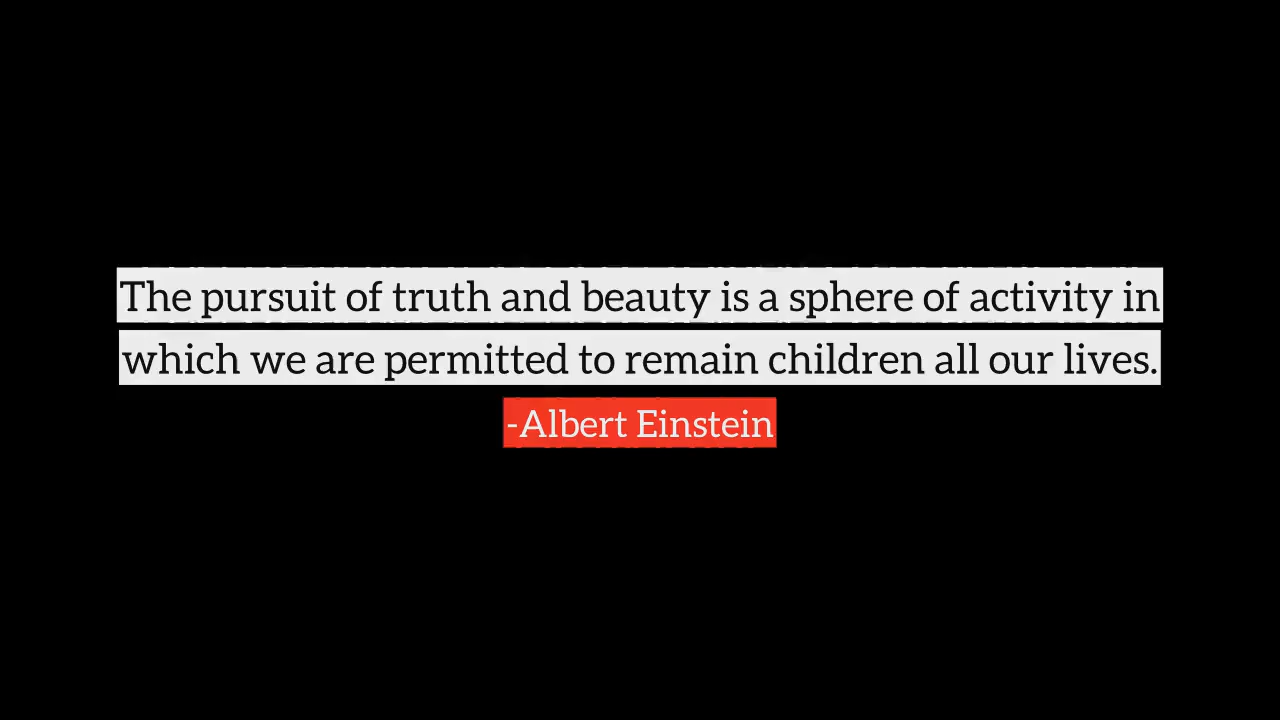 The pursuit of truth and beauty is a sphere of activity in
which we are permitted to remain children all our lives.
-Albert Einstein